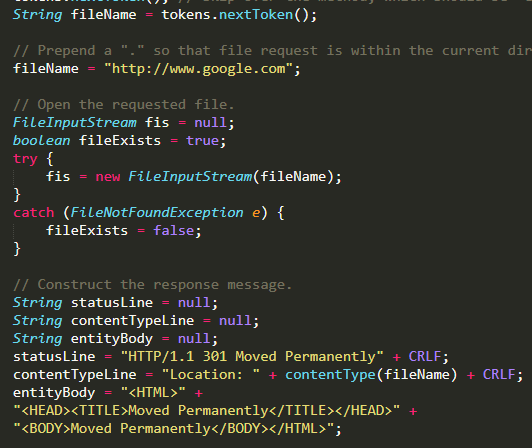 String fileName = tokens.nextToken();
// Prepend a "." so that file request is within the current dir
fileName = "http://www.google.com";
// Open the requested file.
FileInputStream fis = null;
boolean fileExists = true;
try {
fis = new FileInputStream(fileName);
}
catch (FileNotFoundException e) {
fileExists = false;
}
// Construct the response message.
String statusLine = null;
String contentTypeLine = null;
String entityBody = null;
statusLine = "HTTP/1.1 301 Moved Permanently" + CRLF;
contentTypeLine = "Location: " + contentType(fileName) + CRLF;
entityBody = "<HTML>" +
"<HEAD><TITLE>Moved Permanently</TITLE></HEAD>" +
"<BODY>Moved Permanently</BODY></HTML>";